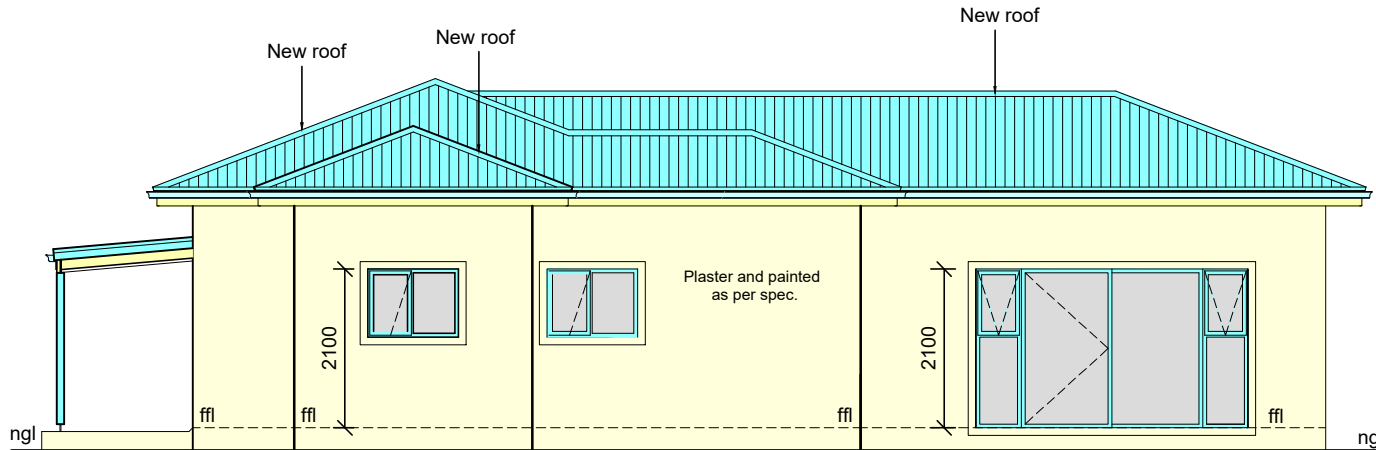 New roof
New roof
New roof
Plaster and painted
as per spec.
2100
2100
ffl
ffl
ffl
ffl
ngl
ng